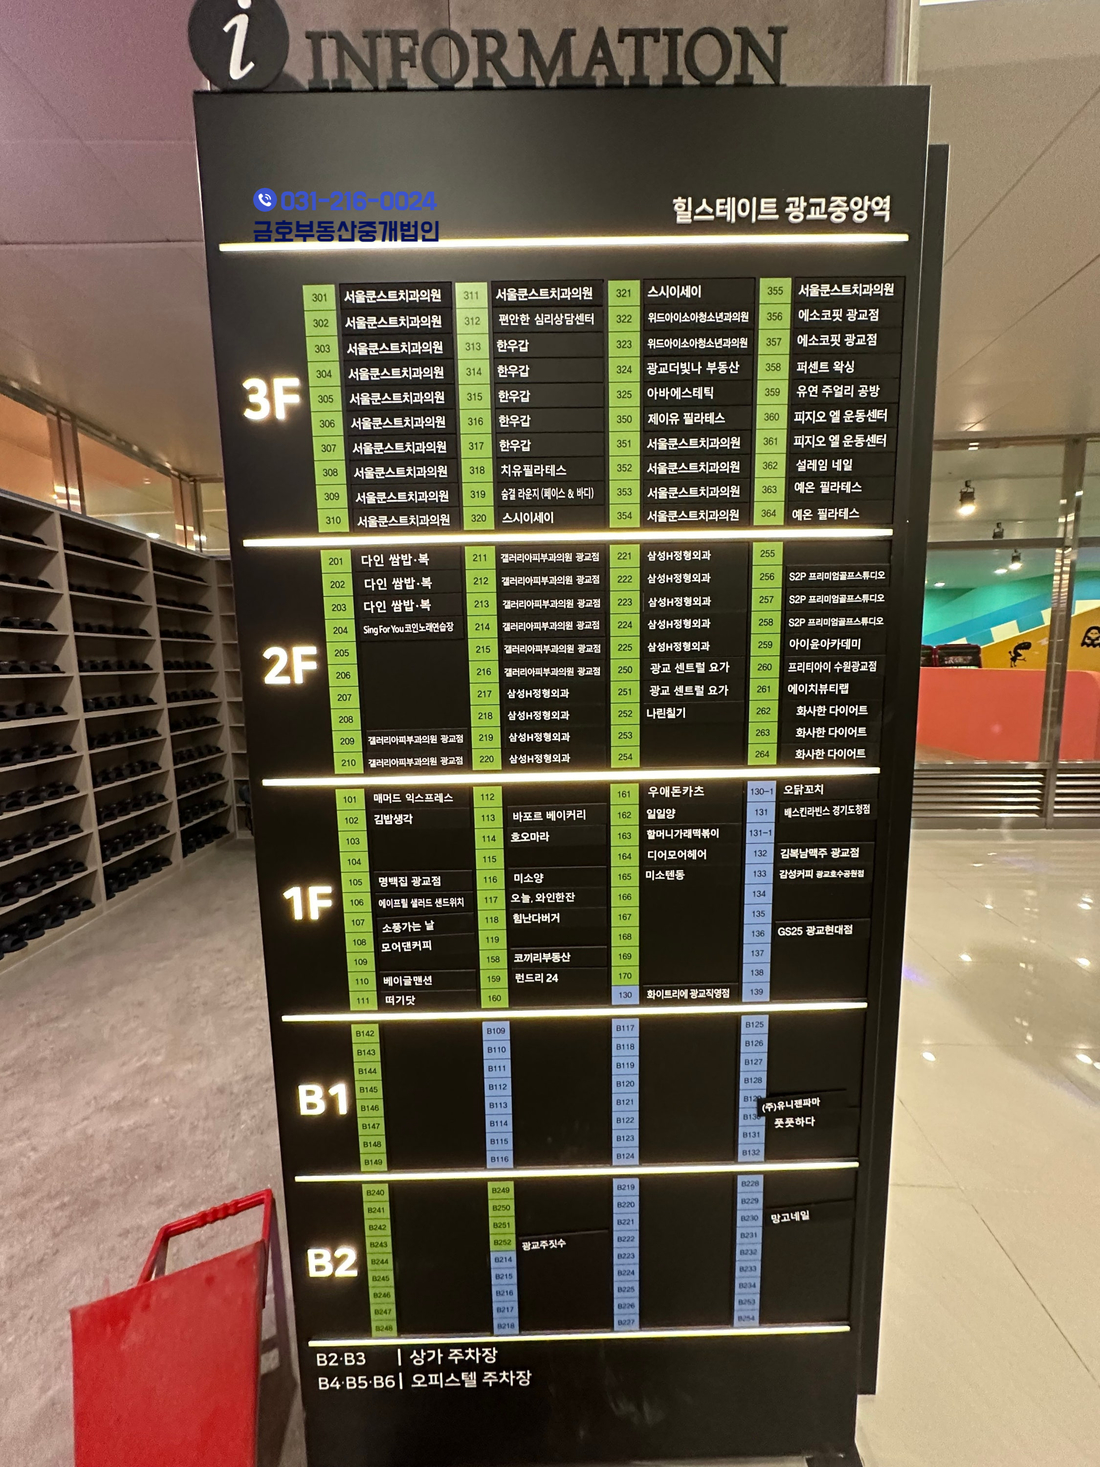 i INFORMATION
031-216-0024
금호부동산중개법인
힐스테이트 광교중앙역
3F
301 서울쿤스트치과의원
302 서울쿤스트치과의원
303 서울쿤스트치과의원
304 서울쿤스트치과의원
305 서울쿤스트치과의원
306 서울쿤스트치과의원
307 서울쿤스트치과의원
308 서울쿤스트치과의원
309 서울쿤스트치과의원
310 서울쿤스트치과의원
311 서울쿤스트치과의원
312 편안한 심리상담센터
313 한우갑
314 한우갑
315 한우갑
316 한우갑
317 한우갑
318 치유필라테스
319 숨결 라운지(페이스 & 바디)
320 스시이세이
321 스시이세이
322 위드아이소아청소년과의원
323 위드아이소아청소년과의원
324 광교더빛나 부동산
325 아바에스테틱
350 제이유 필라테스
351 서울쿤스트치과의원
352 서울쿤스트치과의원
353 서울쿤스트치과의원
354 서울쿤스트치과의원
355 서울쿤스트치과의원
356 에소코핏 광교점
357 에소코핏 광교점
358 퍼센트 왁싱
359 유연 주얼리 공방
360 피지오 엘 운동센터
361 피지오 엘 운동센터
362 설레임 네일
363 예온 필라테스
364 예온 필라테스
2F
201 다인 쌈밥·복
202 다인 쌈밥·복
203 다인 쌈밥·복
204 Sing For You 코인노래연습장
205
206
207
208
209 갤러리아피부과의원 광교점
210 갤러리아피부과의원 광교점
211 갤러리아피부과의원 광교점
212 갤러리아피부과의원 광교점
213 갤러리아피부과의원 광교점
214 갤러리아피부과의원 광교점
215 갤러리아피부과의원 광교점
216 갤러리아피부과의원 광교점
217 삼성H정형외과
218 삼성H정형외과
219 삼성H정형외과
220 삼성H정형외과
221 삼성H정형외과
222 삼성H정형외과
223 삼성H정형외과
224 삼성H정형외과
225 삼성H정형외과
250 광교 센트럴 요가
251 광교 센트럴 요가
252 나린칠기
253
254
255
256 S2P 프리미엄골프스튜디오
257 S2P 프리미엄골프스튜디오
258 S2P 프리미엄골프스튜디오
259 아이윤아카데미
260 프리티아이 수원광교점
261 에이치뷰티랩
262 화사한 다이어트
263 화사한 다이어트
264 화사한 다이어트
1F
101 매머드 익스프레스
102 김밥생각
103
104
105 명백집 광교점
106 에이프릴 샐러드 샌드위치
107 소풍가는 날
108 모어댄커피
109
110 베이글맨션
111 떠기닷
112
113 바포르 베이커리
114 호오마라
115
116 미소양
117 오늘, 와인한잔
118 힘난다버거
119
158 코끼리부동산
159 런드리 24
160
161 우애돈카츠
162 일일양
163 할머니가래떡볶이
164 디어모어헤어
165 미소텐동
166
167
168
169
170
130 화이트리에 광교직영점
130-1 오닭꼬치
131 배스킨라빈스 경기도청점
131-1
132 김복남맥주 광교점
133 감성커피 광교호수공원점
134
135
136 GS25 광교현대점
137
138
139
B1
B142
B143
B144
B145
B146
B147
B148
B149
B109
B110
B111
B112
B113
B114
B115
B116
B117
B118
B119
B120
B121
B122
B123
B124
B125
B126
B127
B128
(주)유니젠파마
풋풋하다
B131
B132
B2
B240
B241
B242
B243
B244
B245
B246
B247
B248
B249
B250
B251
B252 광교주짓수
B214
B215
B216
B217
B218
B219
B220
B221
B222
B223
B224
B225
B226
B227
B228
B229
B230 망고네일
B231
B232
B233
B234
B253
B254
B2·B3 | 상가 주차장
B4·B5·B6 | 오피스텔 주차장